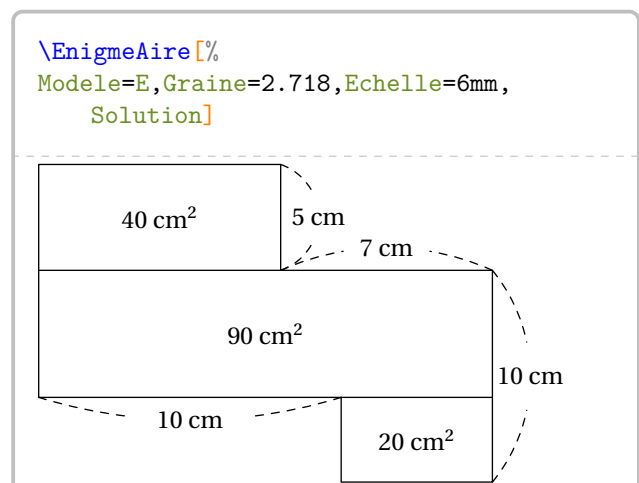 \EnigmeAire[%
Modele=E,Graine=2.718,Echelle=6mm,
Solution]
40 cm²
5 cm
7 cm
90 cm²
10 cm
10 cm
20 cm²